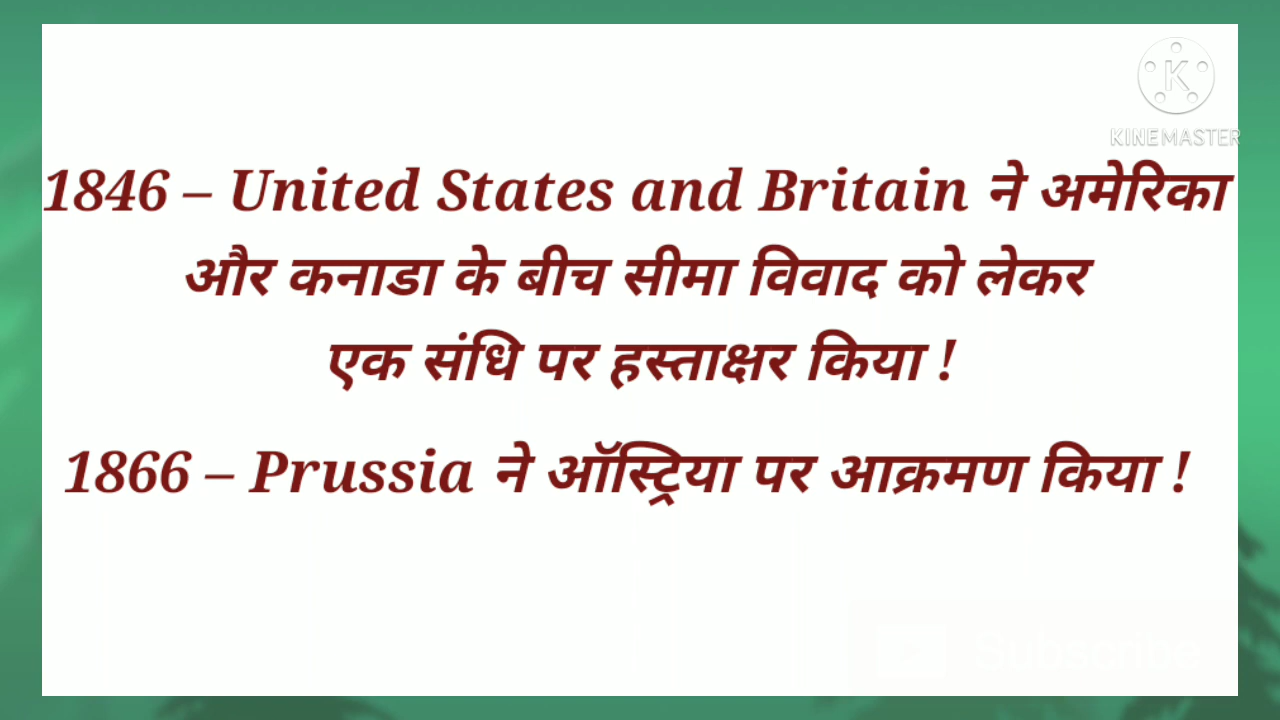 KINEMASTER
1846 – United States and Britain ने अमेरिका
और कनाडा के बीच सीमा विवाद को लेकर
एक संधि पर हस्ताक्षर किया !
1866 – Prussia ने ऑस्ट्रिया पर आक्रमण किया !
Subscribe